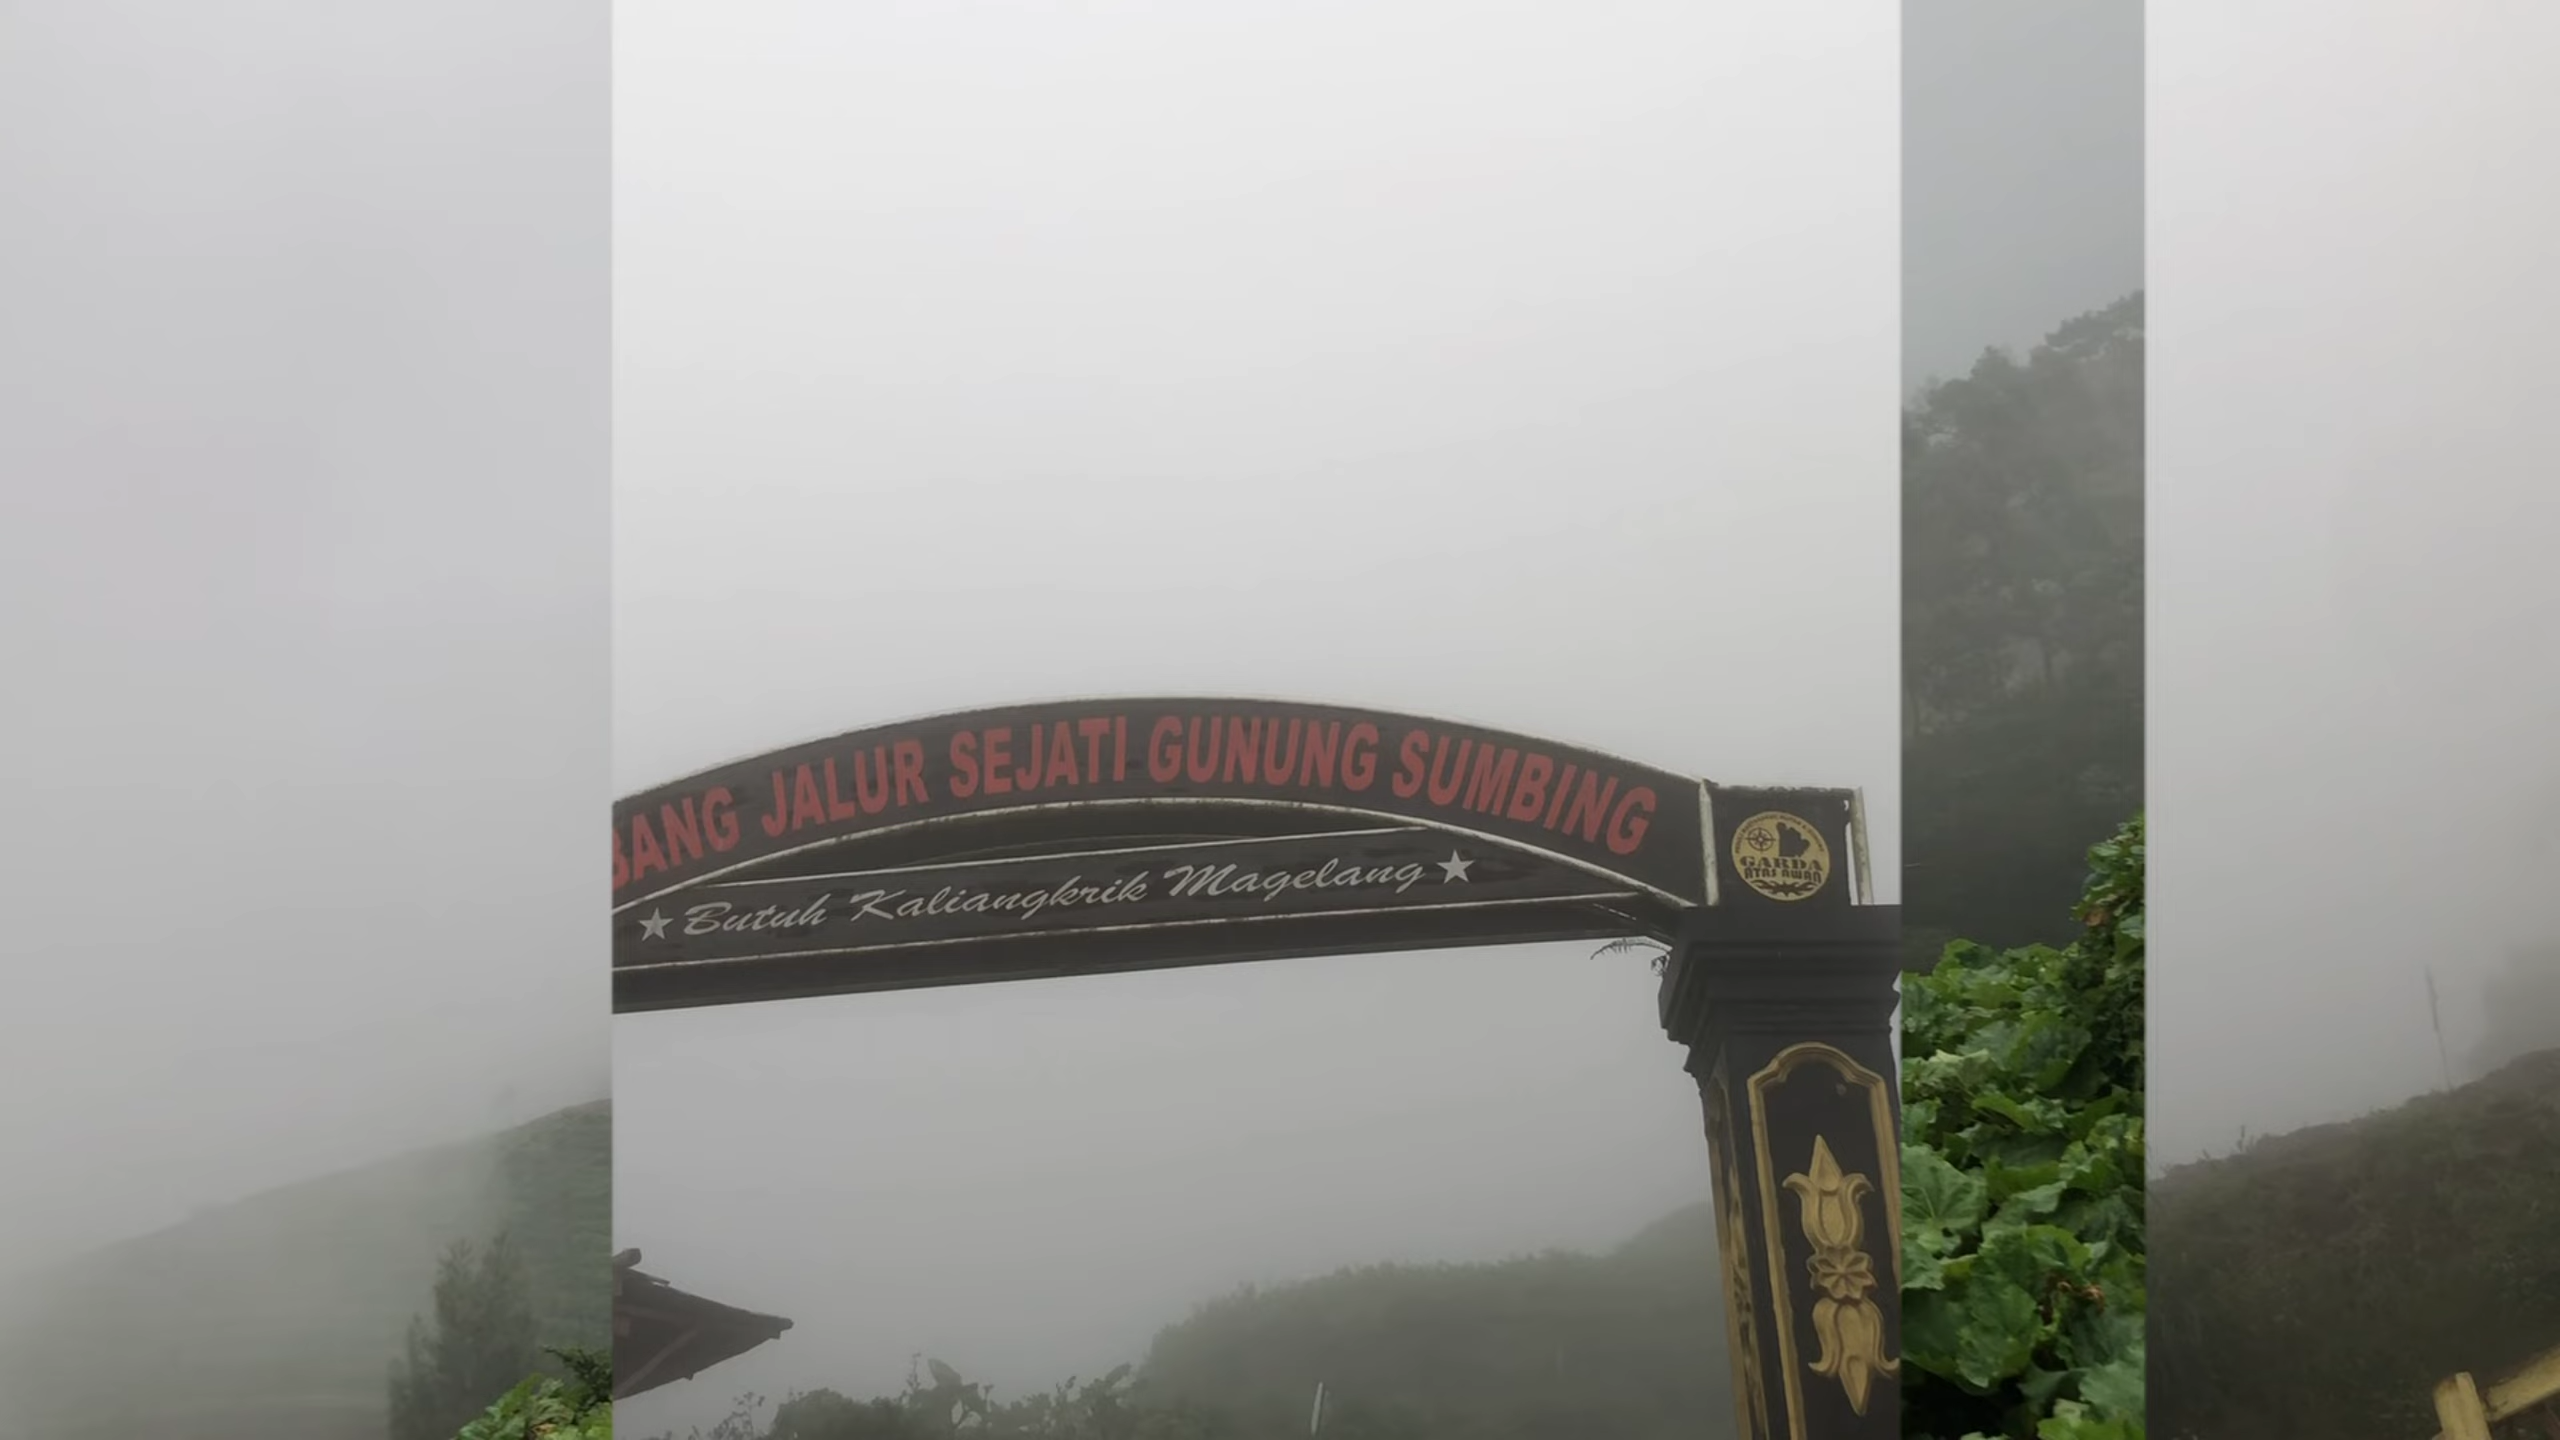 BANG JALUR SEJATI GUNUNG SUMBING
★ Butuh Kaliangkrik Magelang ★
GARDA
ATAS AWAN